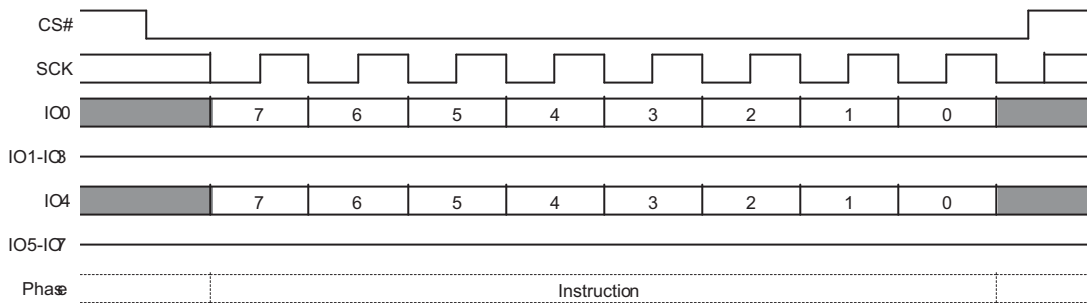 CS#
SCK
IO0 7 6 5 4 3 2 1 0
IO1-IO3
IO4 7 6 5 4 3 2 1 0
IO5-IO7
Phase Instruction